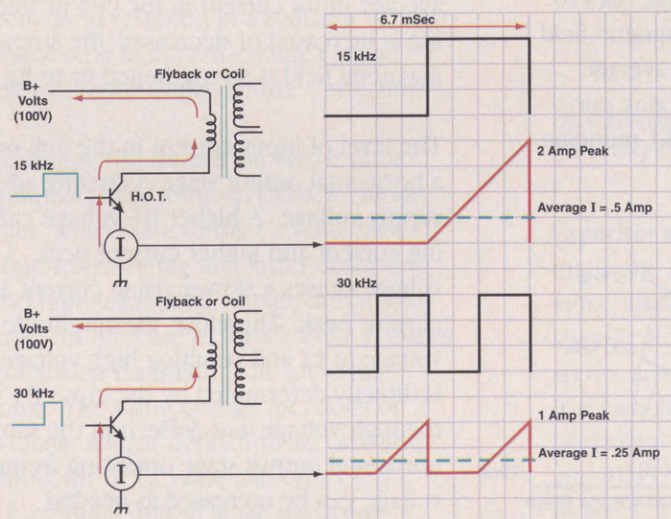 6.7 mSec
15 kHz
Flyback or Coil
B+
Volts
(100V)
15 kHz
H.O.T.
I
2 Amp Peak
Average I = .5 Amp
30 kHz
Flyback or Coil
B+
Volts
(100V)
30 kHz
I
1 Amp Peak
Average I = .25 Amp